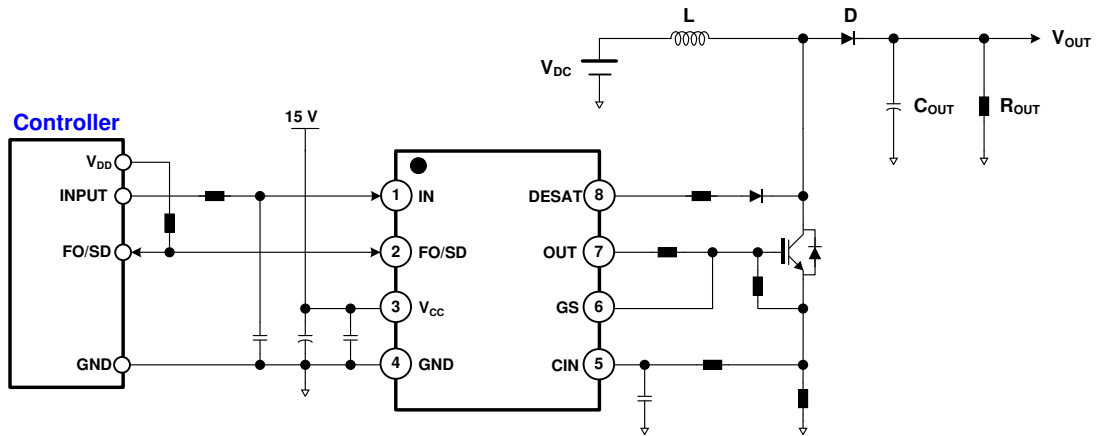 L
D
V_DC
V_OUT
C_OUT
R_OUT
Controller
15 V
V_DD
INPUT
FO/SD
GND
1 IN
2 FO/SD
3 V_CC
4 GND
DESAT 8
OUT 7
GS 6
CIN 5